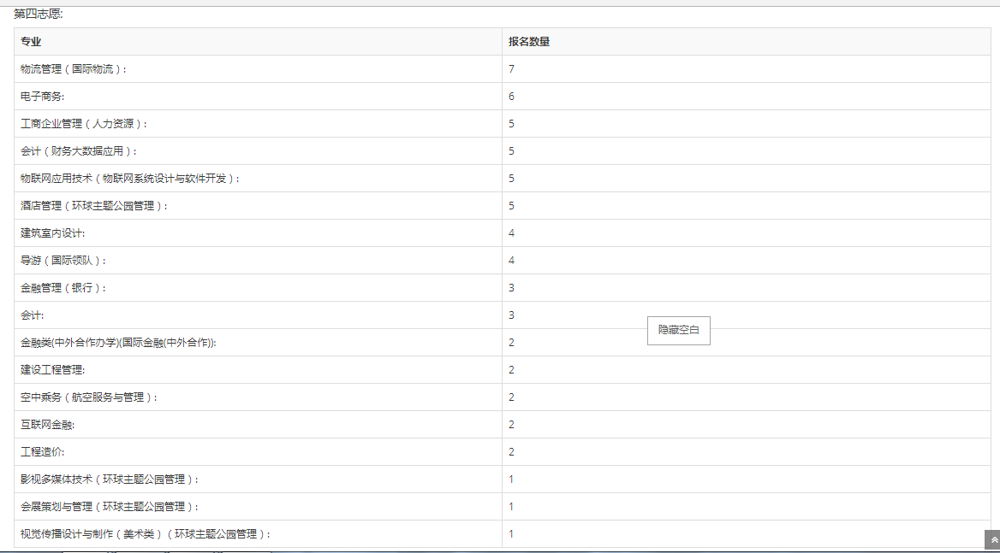 第四志愿:
专业 报名数量
物流管理（国际物流）: 7
电子商务: 6
工商企业管理（人力资源）: 5
会计（财务大数据应用）: 5
物联网应用技术（物联网系统设计与软件开发）: 5
酒店管理（环球主题公园管理）: 5
建筑室内设计: 4
导游（国际领队）: 4
金融管理（银行）: 3
会计: 3
隐藏空白
金融类(中外合作办学)(国际金融(中外合作)): 2
建设工程管理: 2
空中乘务（航空服务与管理）: 2
互联网金融: 2
工程造价: 2
影视多媒体技术（环球主题公园管理）: 1
会展策划与管理（环球主题公园管理）: 1
视觉传播设计与制作（美术类）（环球主题公园管理）: 1